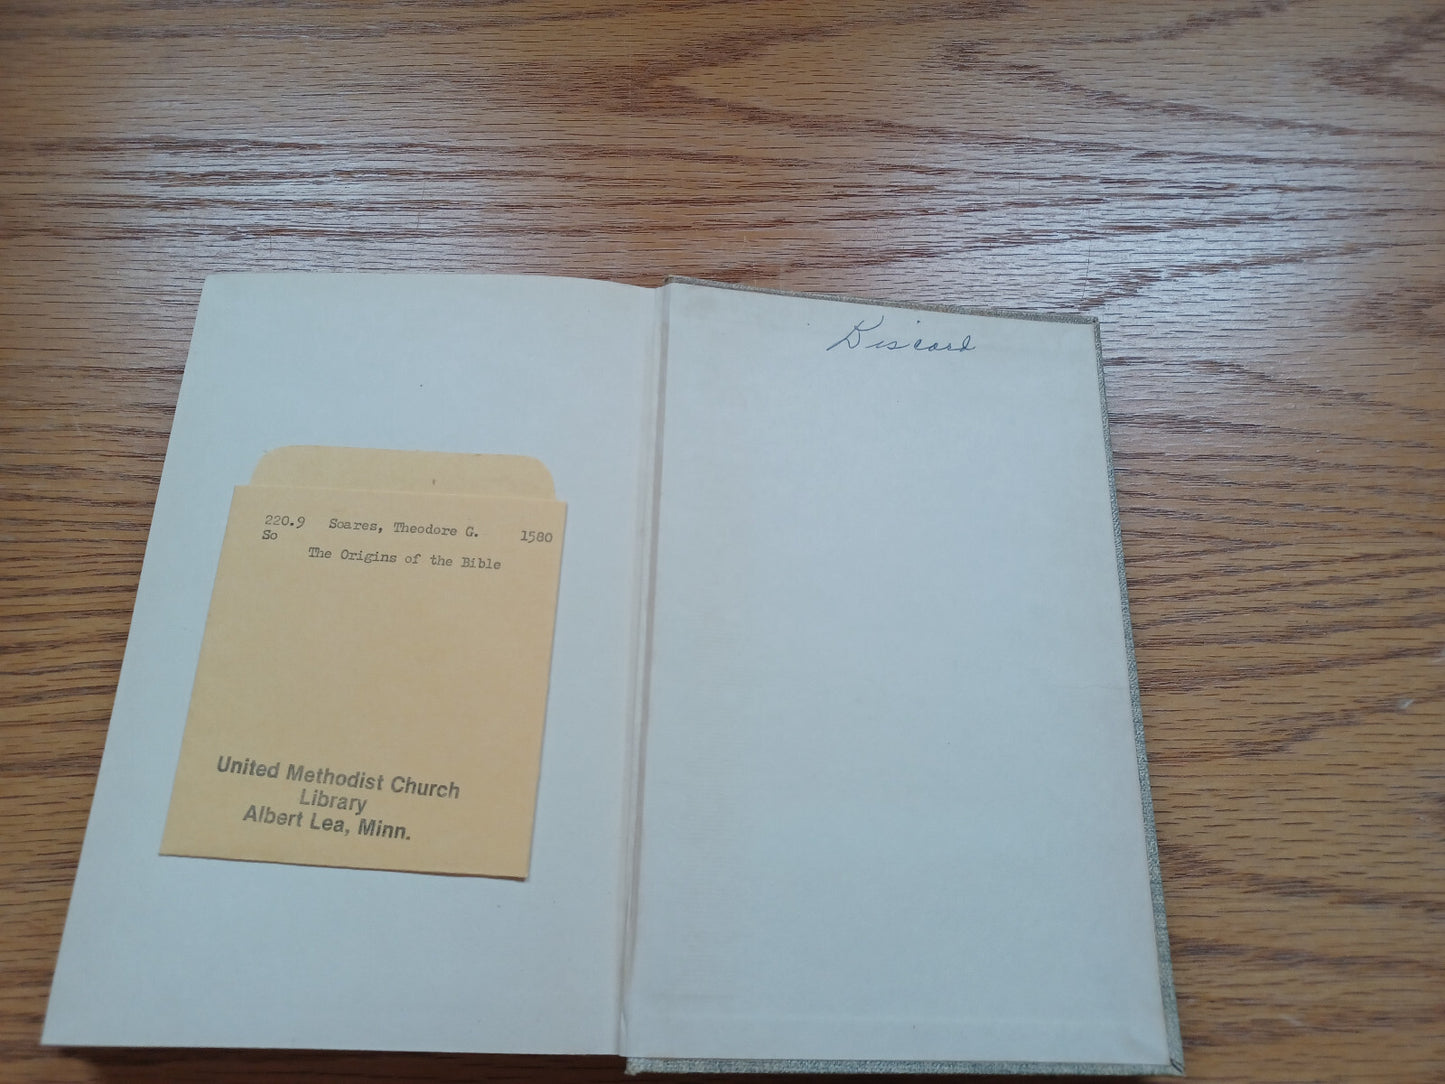 220.9 Soares, Theodore G. 1580
So
The Origins of the Bible
United Methodist Church
Library
Albert Lea, Minn.
Discard